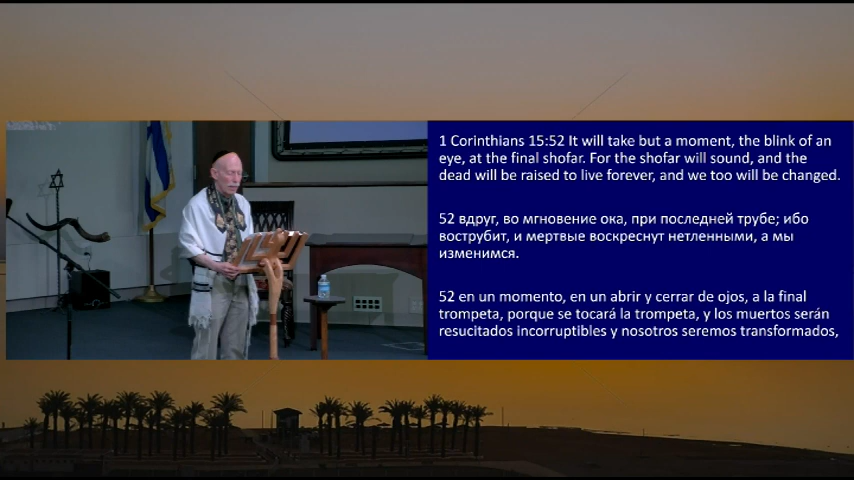 1 Corinthians 15:52 It will take but a moment, the blink of an
eye, at the final shofar. For the shofar will sound, and the
dead will be raised to live forever, and we too will be changed.
52 вдруг, во мгновение ока, при последней трубе; ибо
вострубит, и мертвые воскреснут нетленными, а мы
изменимся.
52 en un momento, en un abrir y cerrar de ojos, a la final
trompeta, porque se tocará la trompeta, y los muertos serán
resucitados incorruptibles y nosotros seremos transformados,